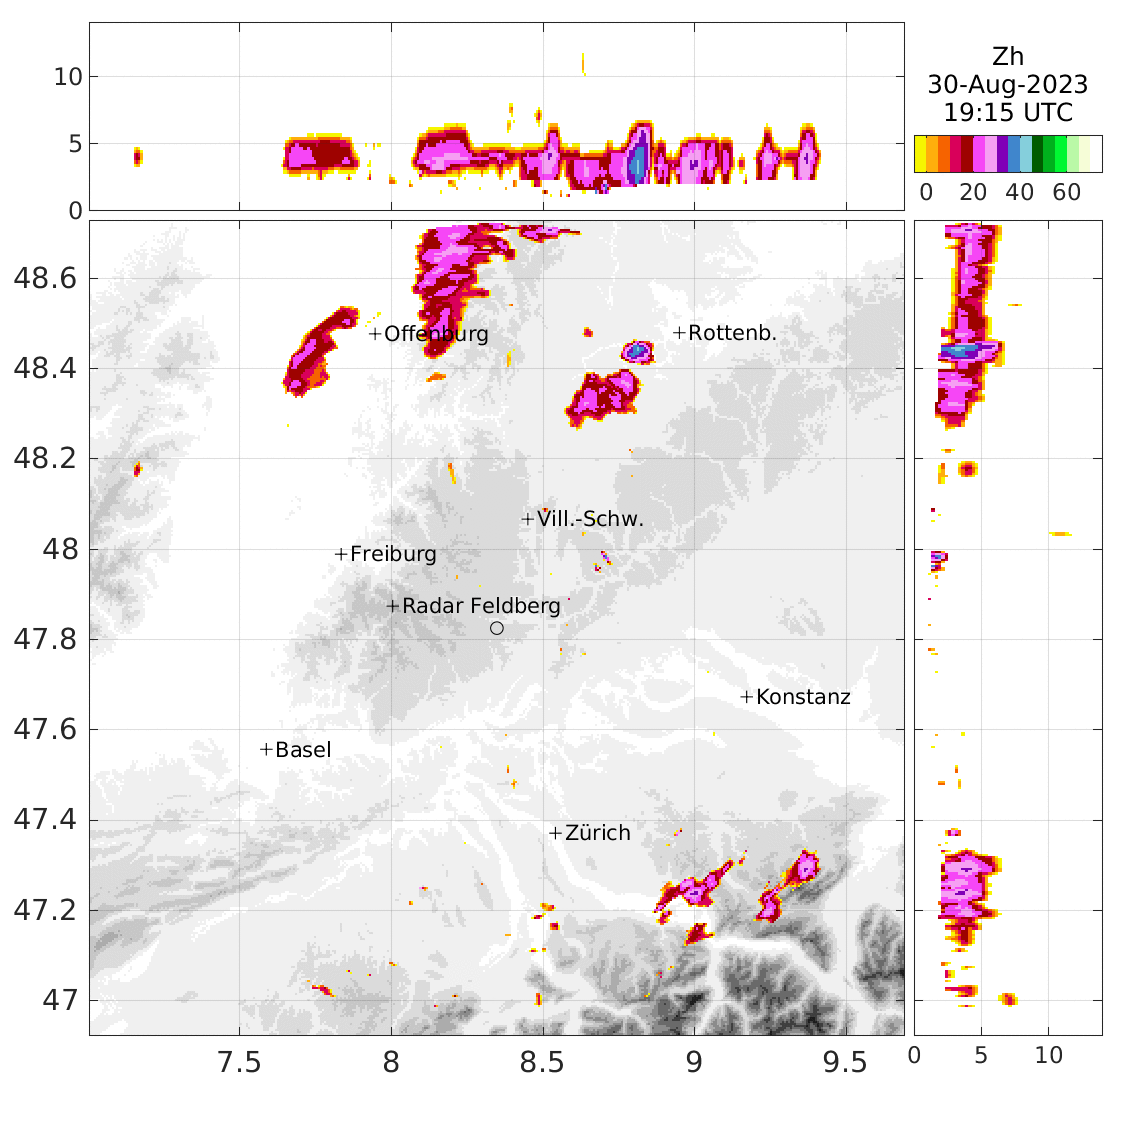 Zh
30-Aug-2023
19:15 UTC
0 20 40 60
10
5
0
48.6
48.4
48.2
48
47.8
47.6
47.4
47.2
47
+Offenburg
+Rottenb.
+Vill.-Schw.
+Freiburg
+Radar Feldberg
+Konstanz
+Basel
+Zürich
7.5 8 8.5 9 9.5
0 5 10